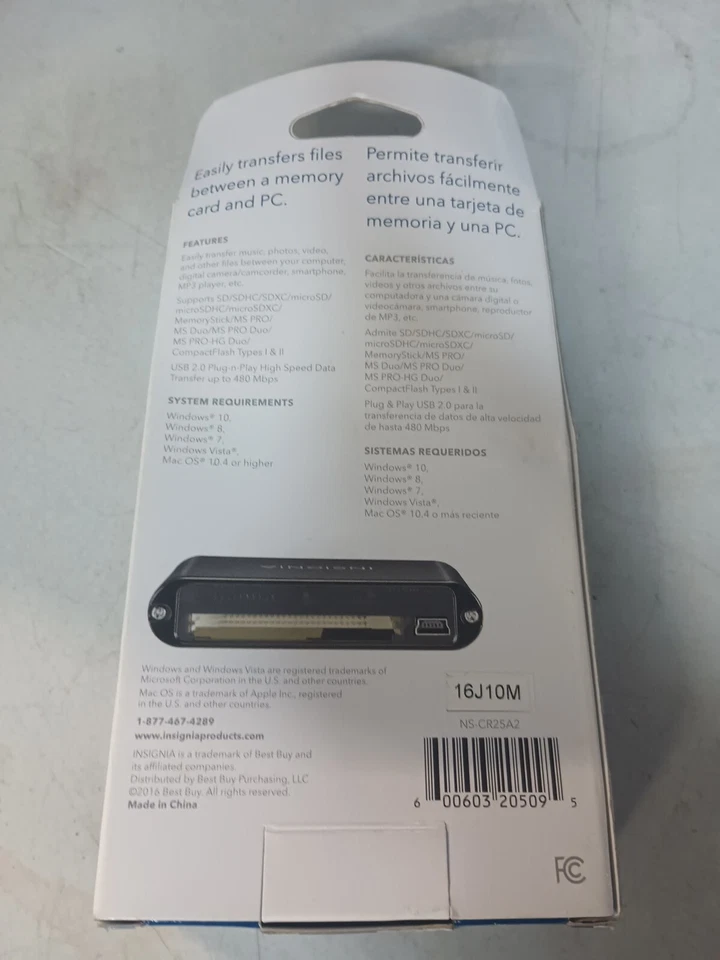 Easily transfers files
between a memory
card and PC.
FEATURES
Easily transfer music, photos, video,
and other files between your computer,
digital camera/camcorder, smartphone,
MP3 player, etc.
Supports SD/SDHC/SDXC/microSD/
microSDHC/microSDXC/
MemoryStick/MS PRO/
MS Duo/MS PRO Duo/
MS PRO-HG Duo/
CompactFlash Types I & II
USB 2.0 Plug-n-Play High Speed Data
Transfer up to 480 Mbps
SYSTEM REQUIREMENTS
Windows® 10,
Windows® 8,
Windows® 7,
Windows Vista®,
Mac OS® 10.4 or higher
Permite transferir
archivos fácilmente
entre una tarjeta de
memoria y una PC.
CARACTERÍSTICAS
Facilita la transferencia de música, fotos,
videos y otros archivos entre su
computadora y una cámara digital o
videocámara, smartphone, reproductor
de MP3, etc.
Admite SD/SDHC/SDXC/microSD/
microSDHC/microSDXC/
MemoryStick/MS PRO/
MS Duo/MS PRO Duo/
MS PRO-HG Duo/
CompactFlash Types I & II
Plug & Play USB 2.0 para la
transferencia de datos de alta velocidad
de hasta 480 Mbps
SISTEMAS REQUERIDOS
Windows® 10,
Windows® 8,
Windows® 7,
Windows Vista®,
Mac OS® 10.4 o más reciente
INSIGNIA
Windows and Windows Vista are registered trademarks of
Microsoft Corporation in the U.S. and other countries.
Mac OS is a trademark of Apple Inc., registered
in the U.S. and other countries.
1-877-467-4289
www.insigniaproducts.com
INSIGNIA is a trademark of Best Buy and
its affiliated companies.
Distributed by Best Buy Purchasing, LLC
©2016 Best Buy. All rights reserved.
Made in China
16J10M
NS-CR25A2
6 00603 20509 5
FC